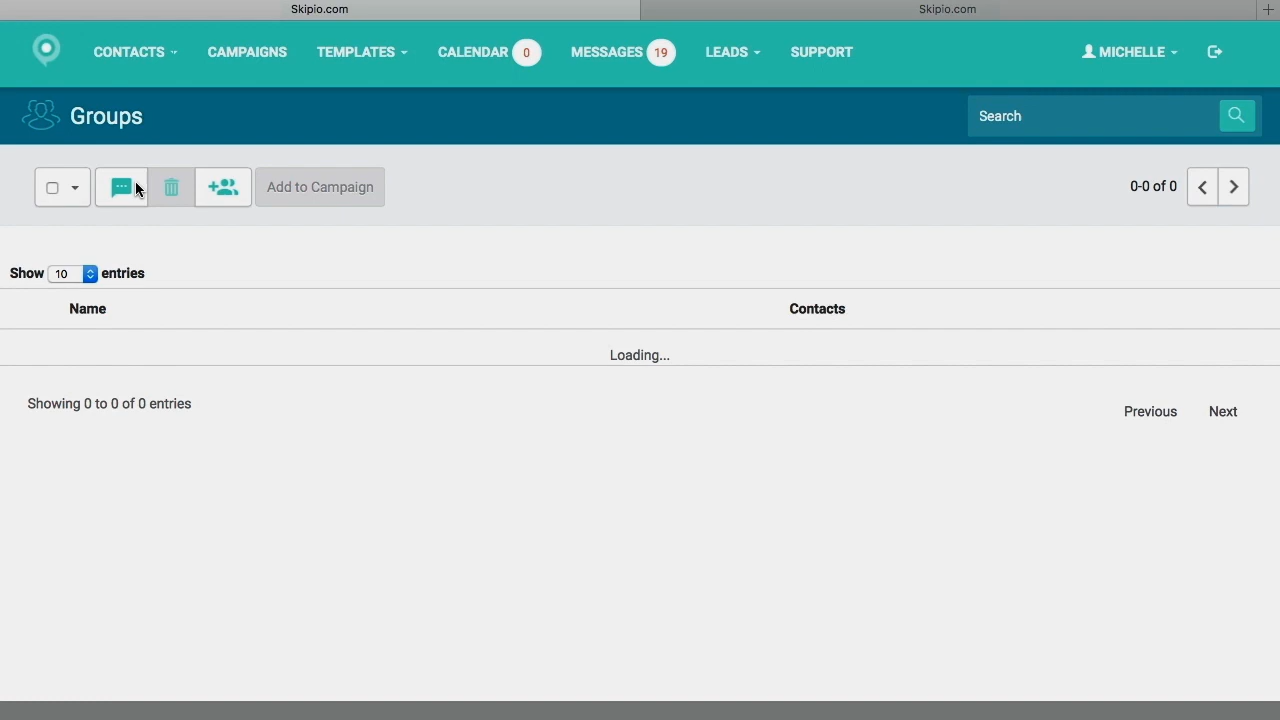 Skipio.com
Skipio.com
CONTACTS CAMPAIGNS TEMPLATES CALENDAR 0 MESSAGES 19 LEADS SUPPORT MICHELLE
Groups
Search
Add to Campaign
0-0 of 0
Show 10 entries
Name Contacts
Loading...
Showing 0 to 0 of 0 entries
Previous Next